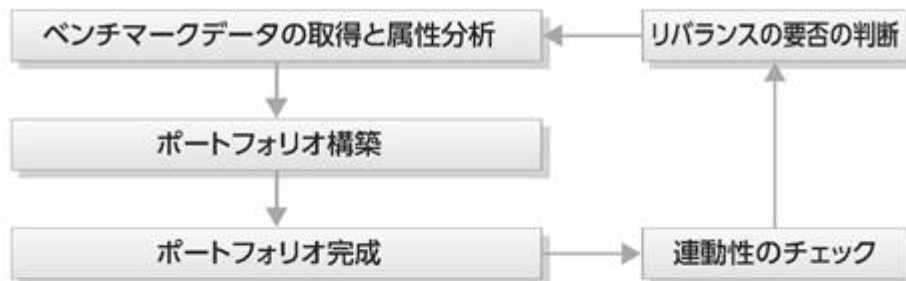 ベンチマークデータの取得と属性分析
リバランスの要否の判断
ポートフォリオ構築
ポートフォリオ完成
連動性のチェック